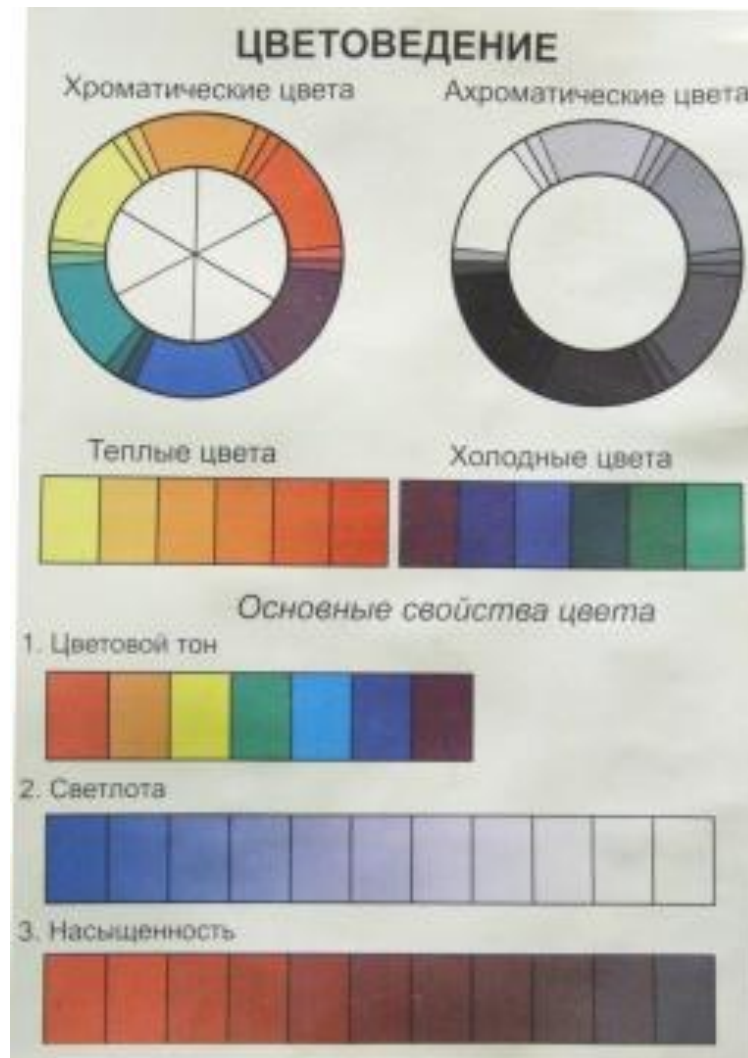 ЦВЕТОВЕДЕНИЕ
Хроматические цвета
Ахроматические цвета
Теплые цвета
Холодные цвета
Основные свойства цвета
1. Цветовой тон
2. Светлота
3. Насыщенность